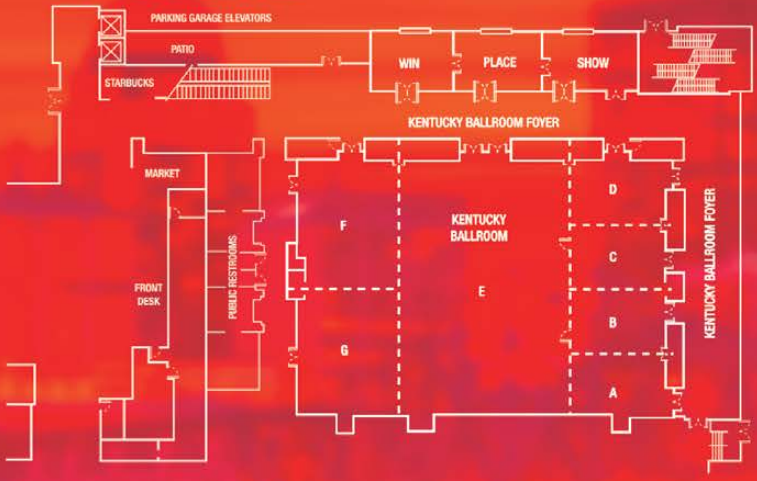 PARKING GARAGE ELEVATORS
PATIO
STARBUCKS
WIN
PLACE
SHOW
KENTUCKY BALLROOM FOYER
MARKET
PUBLIC RESTROOMS
FRONT
DESK
F
KENTUCKY
BALLROOM
E
G
D
C
B
A
KENTUCKY BALLROOM FOYER